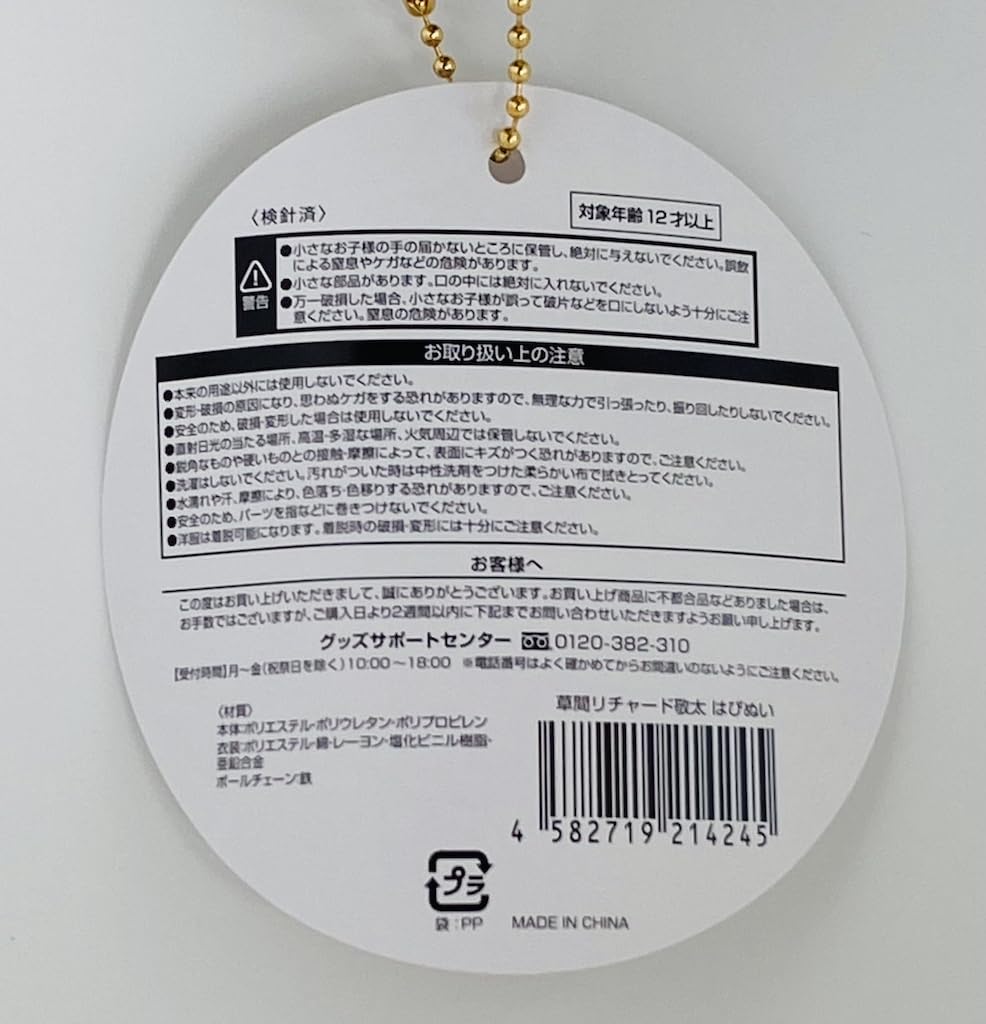 〈検針済〉
対象年齢12才以上
警告
●小さなお子様の手の届かないところに保管し、絶対に与えないでください。誤飲
による窒息やケガなどの危険があります。
●小さな部品があります。口の中には絶対に入れないでください。
●万一破損した場合、小さなお子様が誤って破片などを口にしないよう十分にご注
意ください。窒息の危険があります。
お取り扱い上の注意
●本来の用途以外には使用しないでください。
●変形・破損の原因になり、思わぬケガをする恐れがありますので、無理な力で引っ張ったり、振り回したりしないでください。
●安全のため、破損・変形した場合は使用しないでください。
●直射日光の当たる場所、高温・多湿な場所、火気周辺では保管しないでください。
●鋭角なものや硬いものとの接触・摩擦によって、表面にキズがつく恐れがありますので、ご注意ください。
●洗濯はしないでください。汚れがついた時は中性洗剤をつけた柔らかい布で拭きとってください。
●水濡れや汗、摩擦により、色落ち・色移りする恐れがありますので、ご注意ください。
●安全のため、パーツを指などに巻きつけないでください。
●洋服は着脱可能になります。着脱時の破損・変形には十分にご注意ください。
お客様へ
この度はお買い上げいただきまして、誠にありがとうございます。お買い上げ商品に不都合品などありました場合は、
お手数ではございますが、ご購入日より2週間以内に下記までお問い合わせいただきますようお願い申し上げます。
グッズサポートセンター 0120-382-310
【受付時間】月～金(祝祭日を除く)10:00～18:00 ※電話番号はよく確かめてからお間違いのないようにご注意ください。
〈材質〉
本体:ポリエステル・ポリウレタン・ポリプロピレン
衣装:ポリエステル・綿・レーヨン・塩化ビニル樹脂・
亜鉛合金
ボールチェーン:鉄
草間リチャード敬太 はぴぬい
4 582719 214245
プラ
袋:PP
MADE IN CHINA